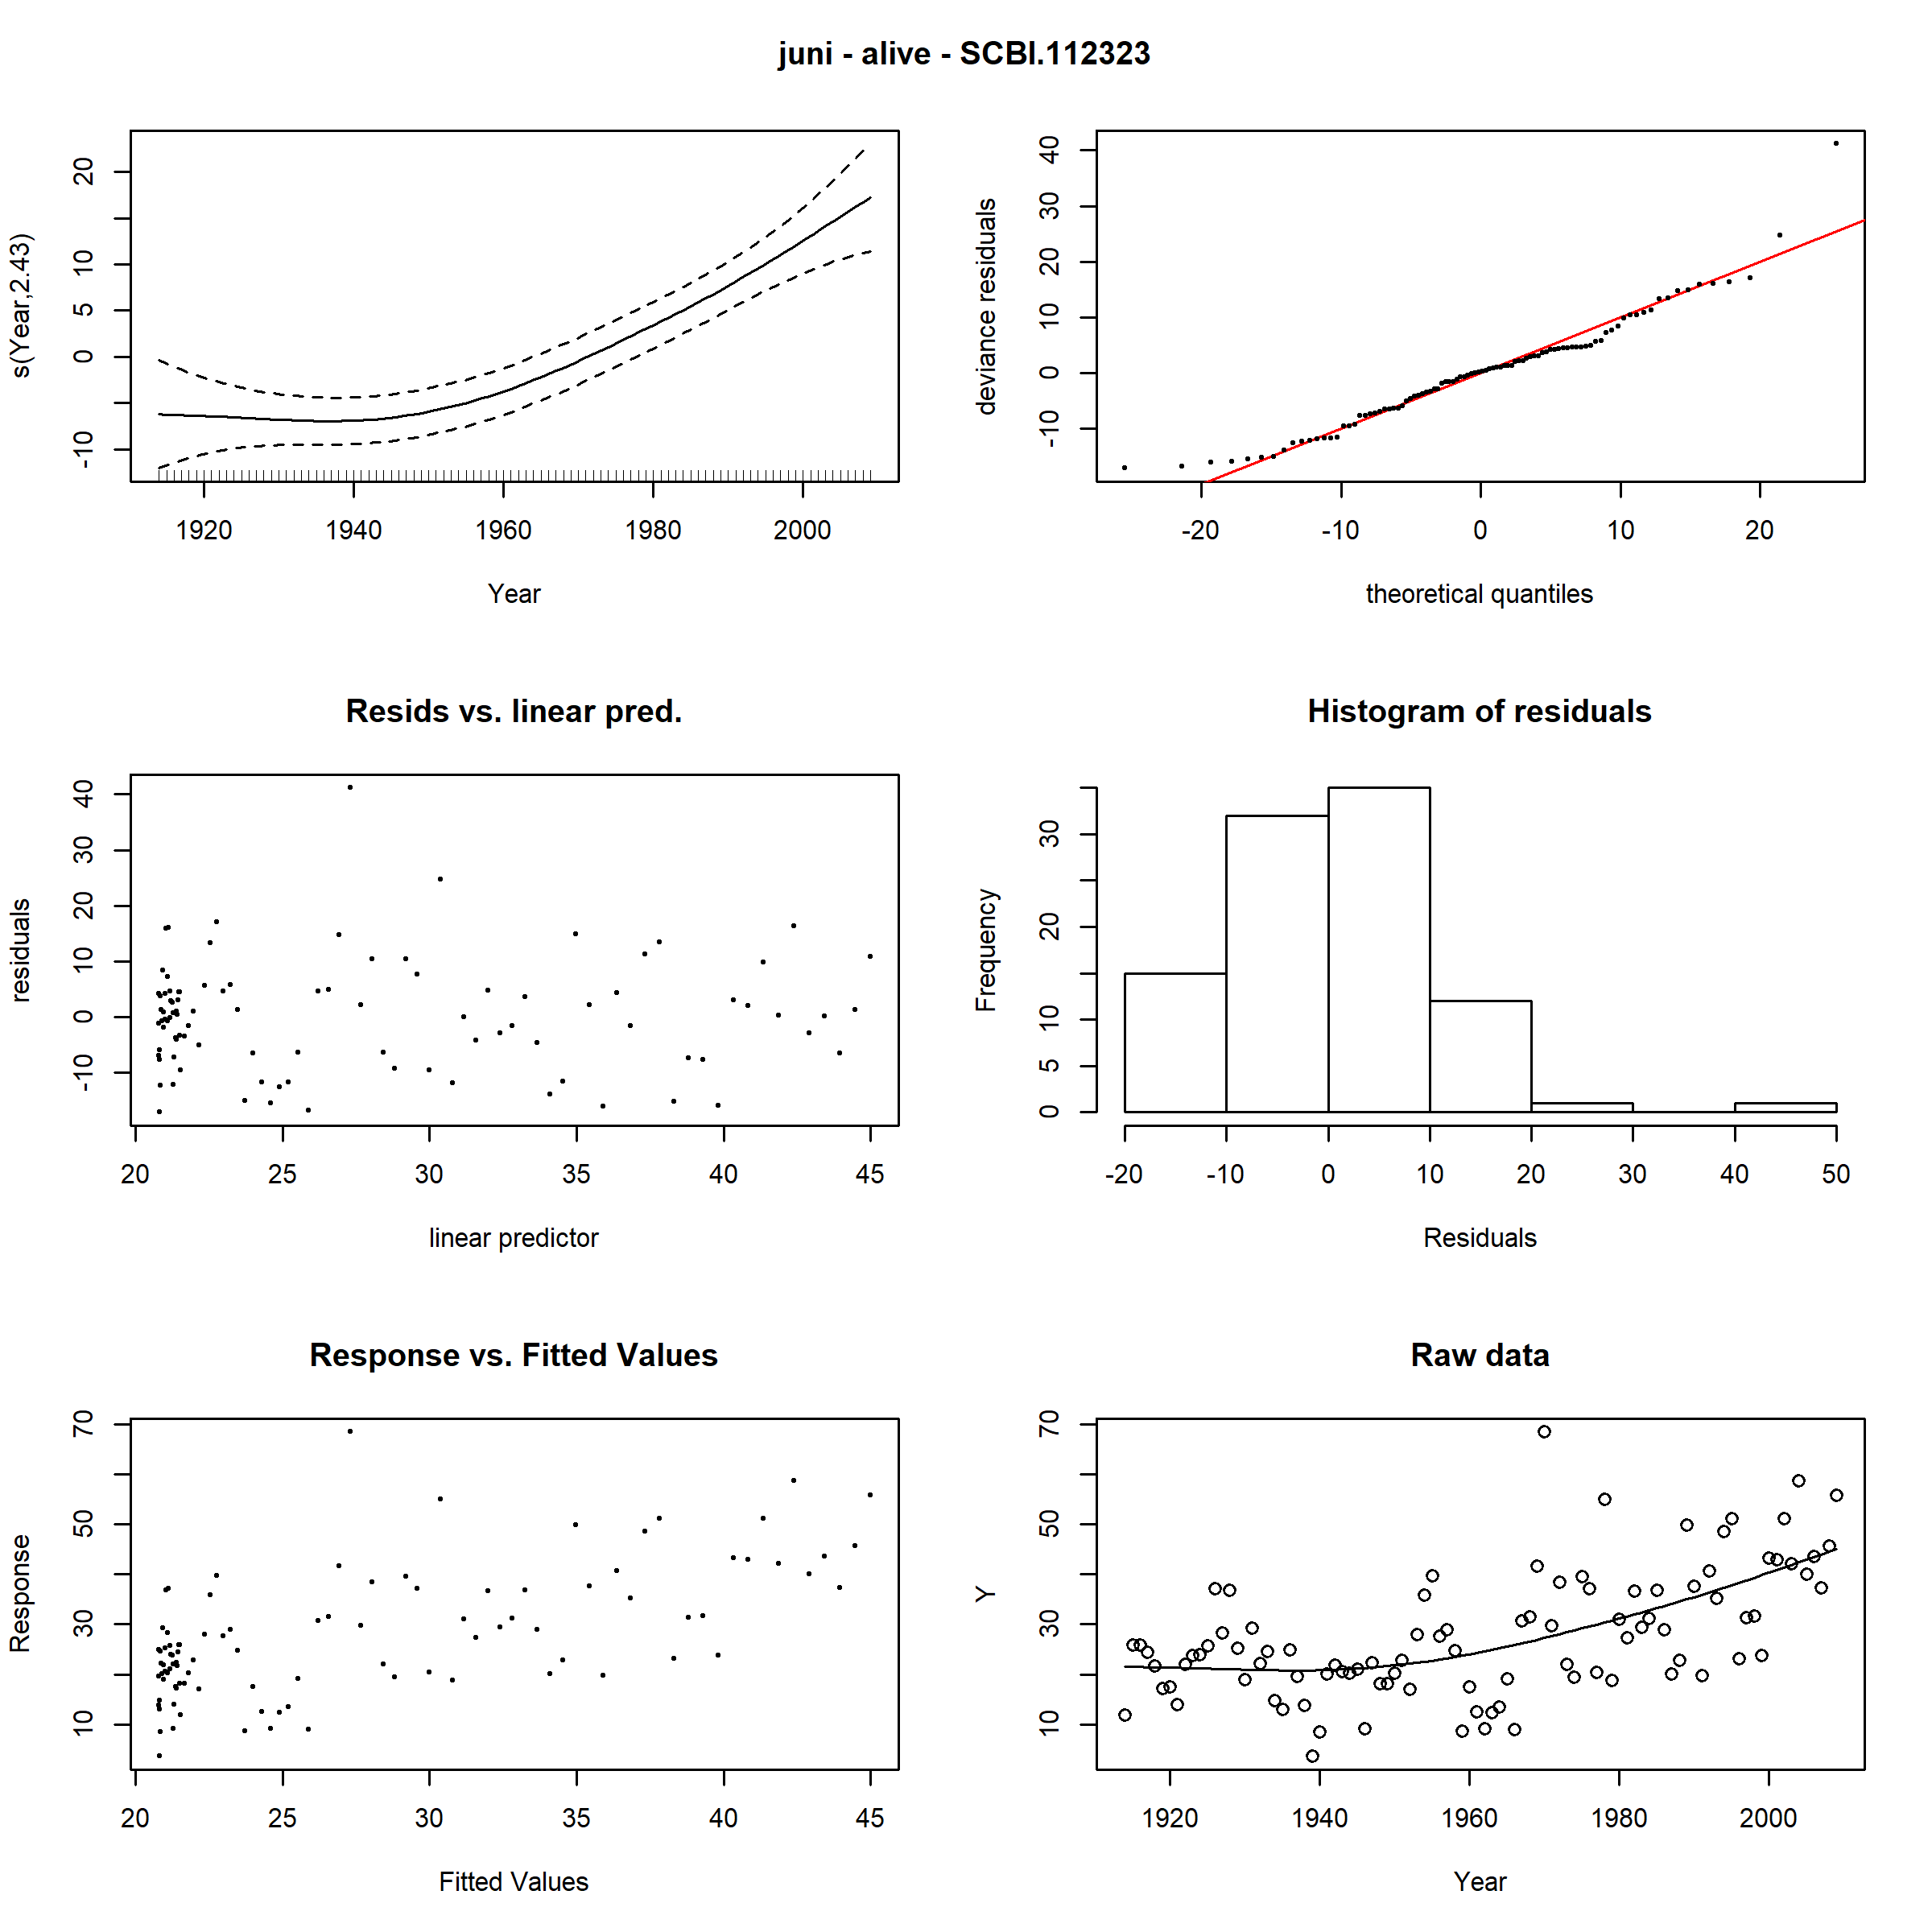 juni - alive - SCBI.112323
s(Year,2.43)
-10 0 5 10 20
1920 1940 1960 1980 2000
Year
deviance residuals
-10 0 10 20 30 40
-20 -10 0 10 20
theoretical quantiles
Resids vs. linear pred.
residuals
-10 0 10 20 30 40
20 25 30 35 40 45
linear predictor
Histogram of residuals
Frequency
0 5 10 20 30
-20 -10 0 10 20 30 40 50
Residuals
Response vs. Fitted Values
Response
10 30 50 70
20 25 30 35 40 45
Fitted Values
Raw data
Y
10 30 50 70
1920 1940 1960 1980 2000
Year